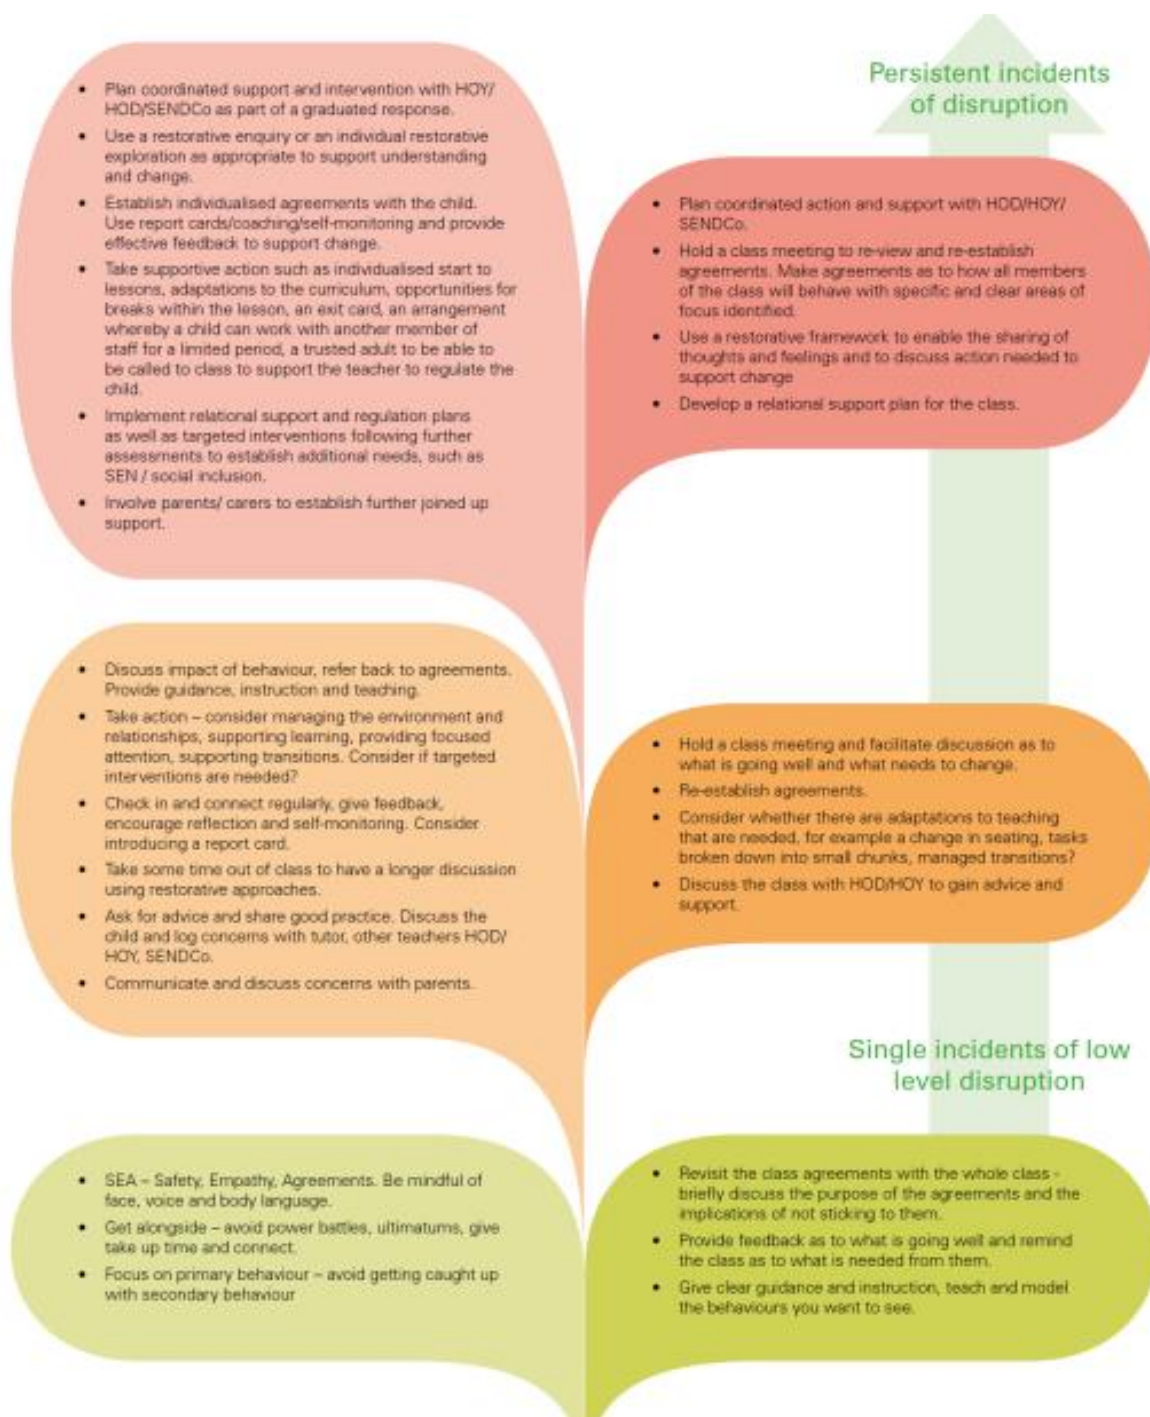 Persistent incidents
of disruption
• Plan coordinated support and intervention with HOY/
HOD/SENDCo as part of a graduated response.
• Use a restorative enquiry or an individual restorative
exploration as appropriate to support understanding
and change.
• Establish individualised agreements with the child.
Use report cards/coaching/self-monitoring and provide
effective feedback to support change.
• Take supportive action such as individualised start to
lessons, adaptations to the curriculum, opportunities for
breaks within the lesson, an exit card, an arrangement
whereby a child can work with another member of
staff for a limited period, a trusted adult to be able to
be called to class to support the teacher to regulate the
child.
• Implement relational support and regulation plans
as well as targeted interventions following further
assessments to establish additional needs, such as
SEN / social inclusion.
• Involve parents/ carers to establish further joined up
support.
• Plan coordinated action and support with HOD/HOY/
SENDCo.
• Hold a class meeting to re-view and re-establish
agreements. Make agreements as to how all members
of the class will behave with specific and clear areas of
focus identified.
• Use a restorative framework to enable the sharing of
thoughts and feelings and to discuss action needed to
support change
• Develop a relational support plan for the class.
• Discuss impact of behaviour, refer back to agreements.
Provide guidance, instruction and teaching.
• Take action – consider managing the environment and
relationships, supporting learning, providing focused
attention, supporting transitions. Consider if targeted
interventions are needed?
• Check in and connect regularly, give feedback,
encourage reflection and self-monitoring. Consider
introducing a report card.
• Take some time out of class to have a longer discussion
using restorative approaches.
• Ask for advice and share good practice. Discuss the
child and log concerns with tutor, other teachers HOD/
HOY, SENDCo.
• Communicate and discuss concerns with parents.
• Hold a class meeting and facilitate discussion as to
what is going well and what needs to change.
• Re-establish agreements.
• Consider whether there are adaptations to teaching
that are needed, for example a change in seating, tasks
broken down into small chunks, managed transitions?
• Discuss the class with HOD/HOY to gain advice and
support.
Single incidents of low
level disruption
• SEA – Safety, Empathy, Agreements. Be mindful of
face, voice and body language.
• Get alongside – avoid power battles, ultimatums, give
take up time and connect.
• Focus on primary behaviour – avoid getting caught up
with secondary behaviour
• Revisit the class agreements with the whole class -
briefly discuss the purpose of the agreements and the
implications of not sticking to them.
• Provide feedback as to what is going well and remind
the class as to what is needed from them.
• Give clear guidance and instruction, teach and model
the behaviours you want to see.